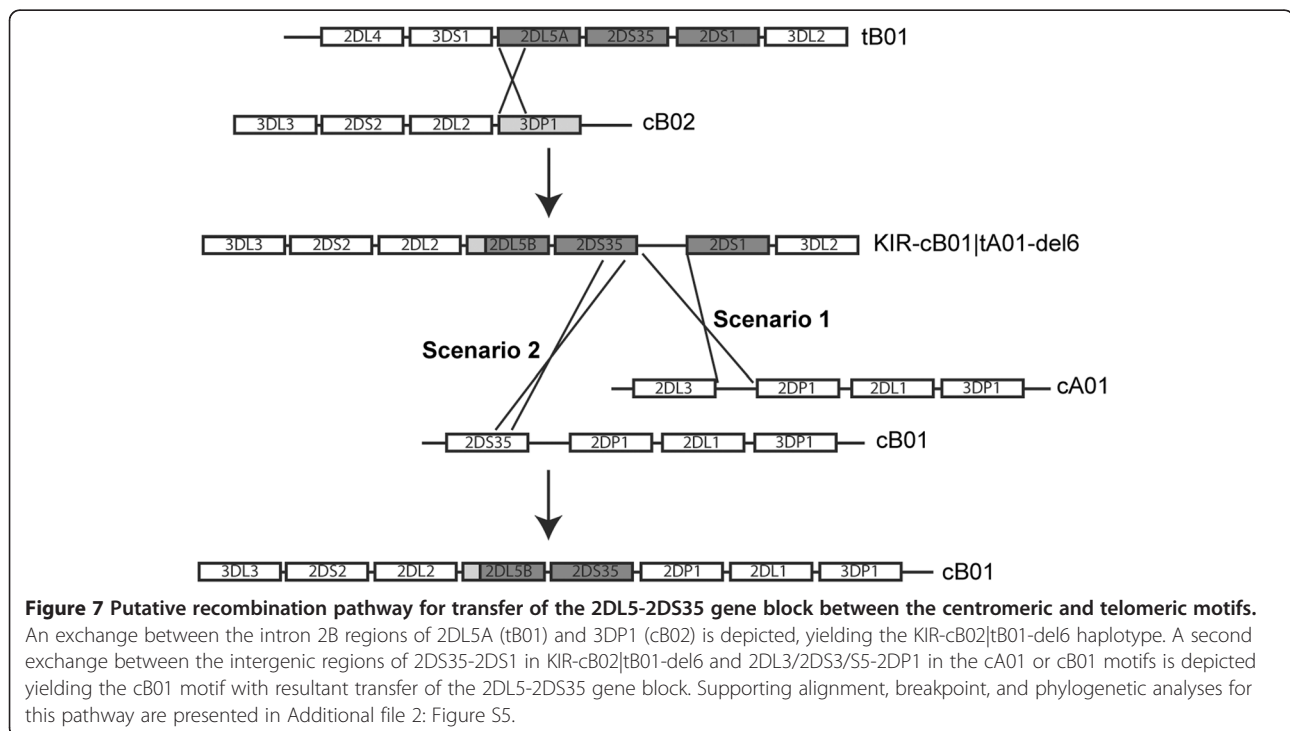 2DL4 3DS1 2DL5A 2DS35 2DS1 3DL2 tB01
3DL3 2DS2 2DL2 3DP1 cB02
3DL3 2DS2 2DL2 2DL5B 2DS35 2DS1 3DL2 KIR-cB01|tA01-del6
Scenario 1
Scenario 2
2DL3 2DP1 2DL1 3DP1 cA01
2DS35 2DP1 2DL1 3DP1 cB01
3DL3 2DS2 2DL2 2DL5B 2DS35 2DP1 2DL1 3DP1 cB01
Figure 7 Putative recombination pathway for transfer of the 2DL5-2DS35 gene block between the centromeric and telomeric motifs.
An exchange between the intron 2B regions of 2DL5A (tB01) and 3DP1 (cB02) is depicted, yielding the KIR-cB02|tB01-del6 haplotype. A second
exchange between the intergenic regions of 2DS35-2DS1 in KIR-cB02|tB01-del6 and 2DL3/2DS3/S5-2DP1 in the cA01 or cB01 motifs is depicted
yielding the cB01 motif with resultant transfer of the 2DL5-2DS35 gene block. Supporting alignment, breakpoint, and phylogenetic analyses for
this pathway are presented in Additional file 2: Figure S5.